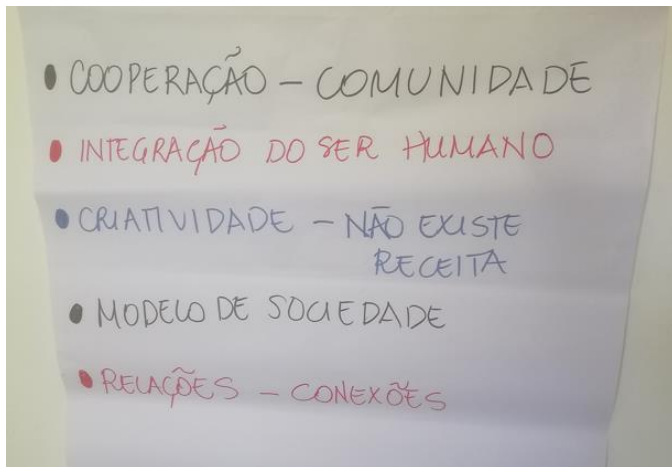 • COOPERAÇÃO – COMUNIDADE
• INTEGRAÇÃO DO SER HUMANO
• CRIATIVIDADE – NÃO EXISTE
RECEITA
• MODELO DE SOCIEDADE
• RELAÇÕES – CONEXÕES